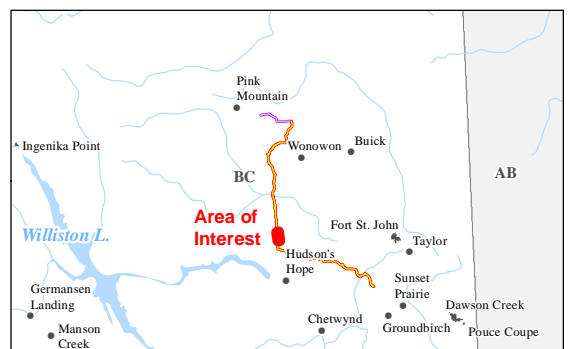 Pink
Mountain
Ingenika Point
Wonowon
Buick
BC
AB
Area of
Interest
Williston L.
Fort St. John
Taylor
Hudson's
Hope
Germansen
Landing
Sunset
Prairie
Dawson Creek
Manson
Creek
Chetwynd
Groundbirch
Pouce Coupe